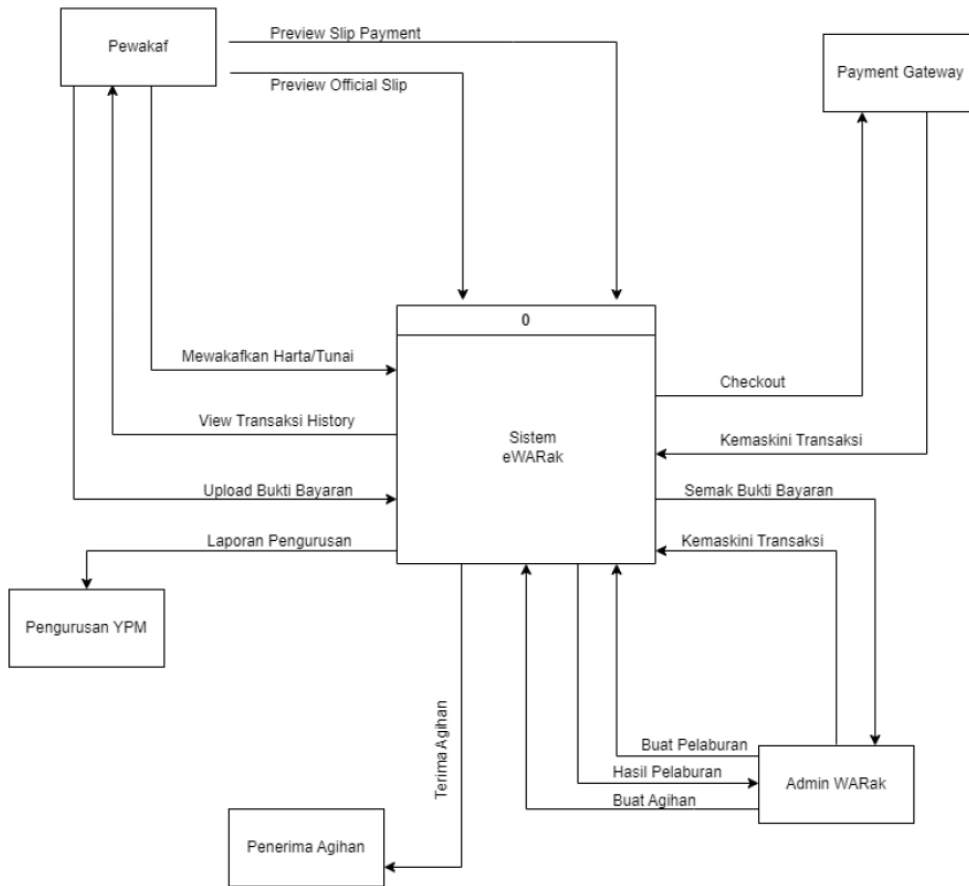 Pewakaf
Preview Slip Payment
Preview Official Slip
Payment Gateway
0
Mewakafkan Harta/Tunai
Checkout
View Transaksi History
Sistem
eWARak
Kemaskini Transaksi
Upload Bukti Bayaran
Semak Bukti Bayaran
Laporan Pengurusan
Kemaskini Transaksi
Pengurusan YPM
Terima Agihan
Buat Pelaburan
Hasil Pelaburan
Buat Agihan
Admin WARak
Penerima Agihan